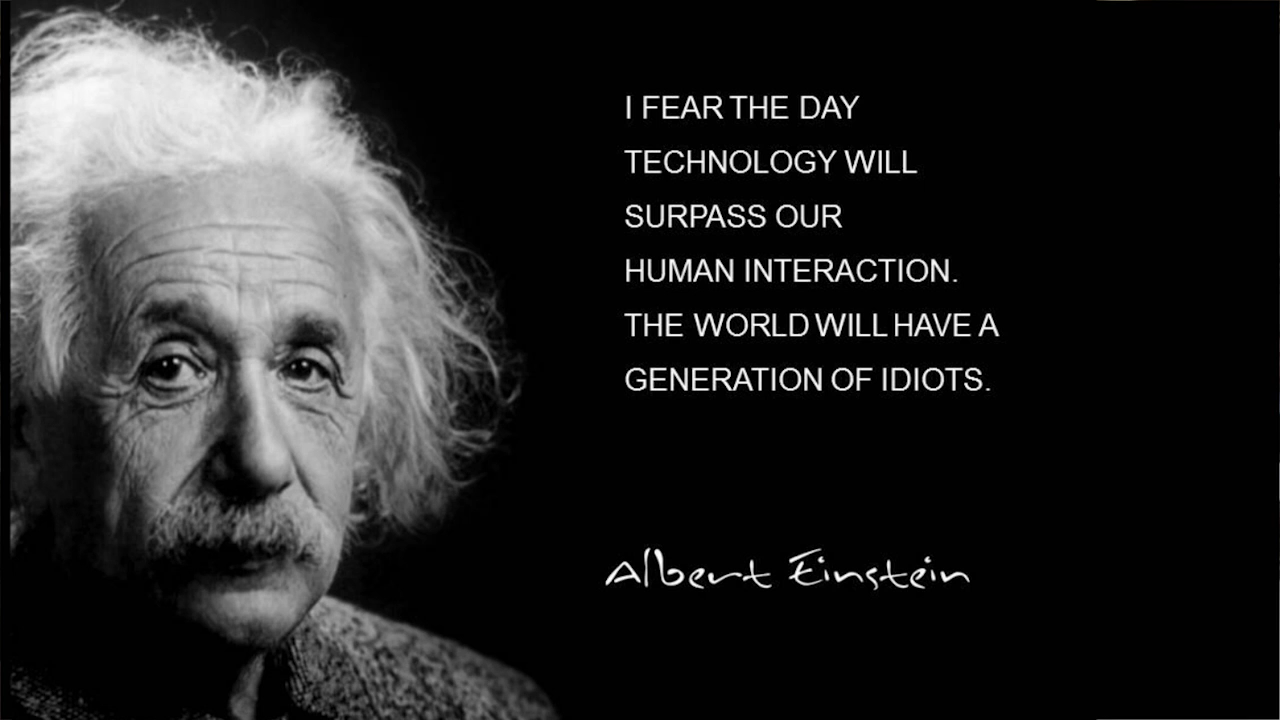 I FEAR THE DAY
TECHNOLOGY WILL
SURPASS OUR
HUMAN INTERACTION.
THE WORLD WILL HAVE A
GENERATION OF IDIOTS.
Albert Einstein